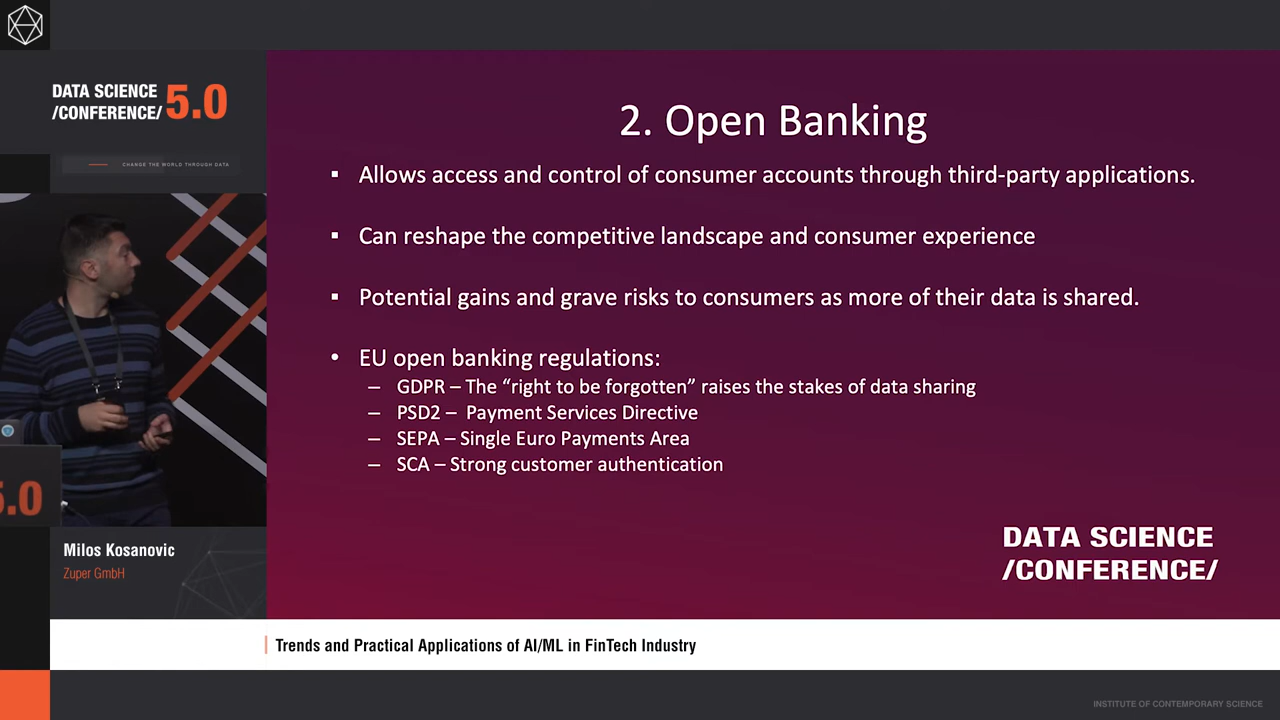 DATA SCIENCE
/CONFERENCE/ 5.0
CHANGE THE WORLD THROUGH DATA
2. Open Banking
▪ Allows access and control of consumer accounts through third-party applications.
▪ Can reshape the competitive landscape and consumer experience
▪ Potential gains and grave risks to consumers as more of their data is shared.
• EU open banking regulations:
– GDPR – The “right to be forgotten” raises the stakes of data sharing
– PSD2 – Payment Services Directive
– SEPA – Single Euro Payments Area
– SCA – Strong customer authentication
5.0
Milos Kosanovic
Zuper GmbH
DATA SCIENCE
/CONFERENCE/
Trends and Practical Applications of AI/ML in FinTech Industry
INSTITUTE OF CONTEMPORARY SCIENCE